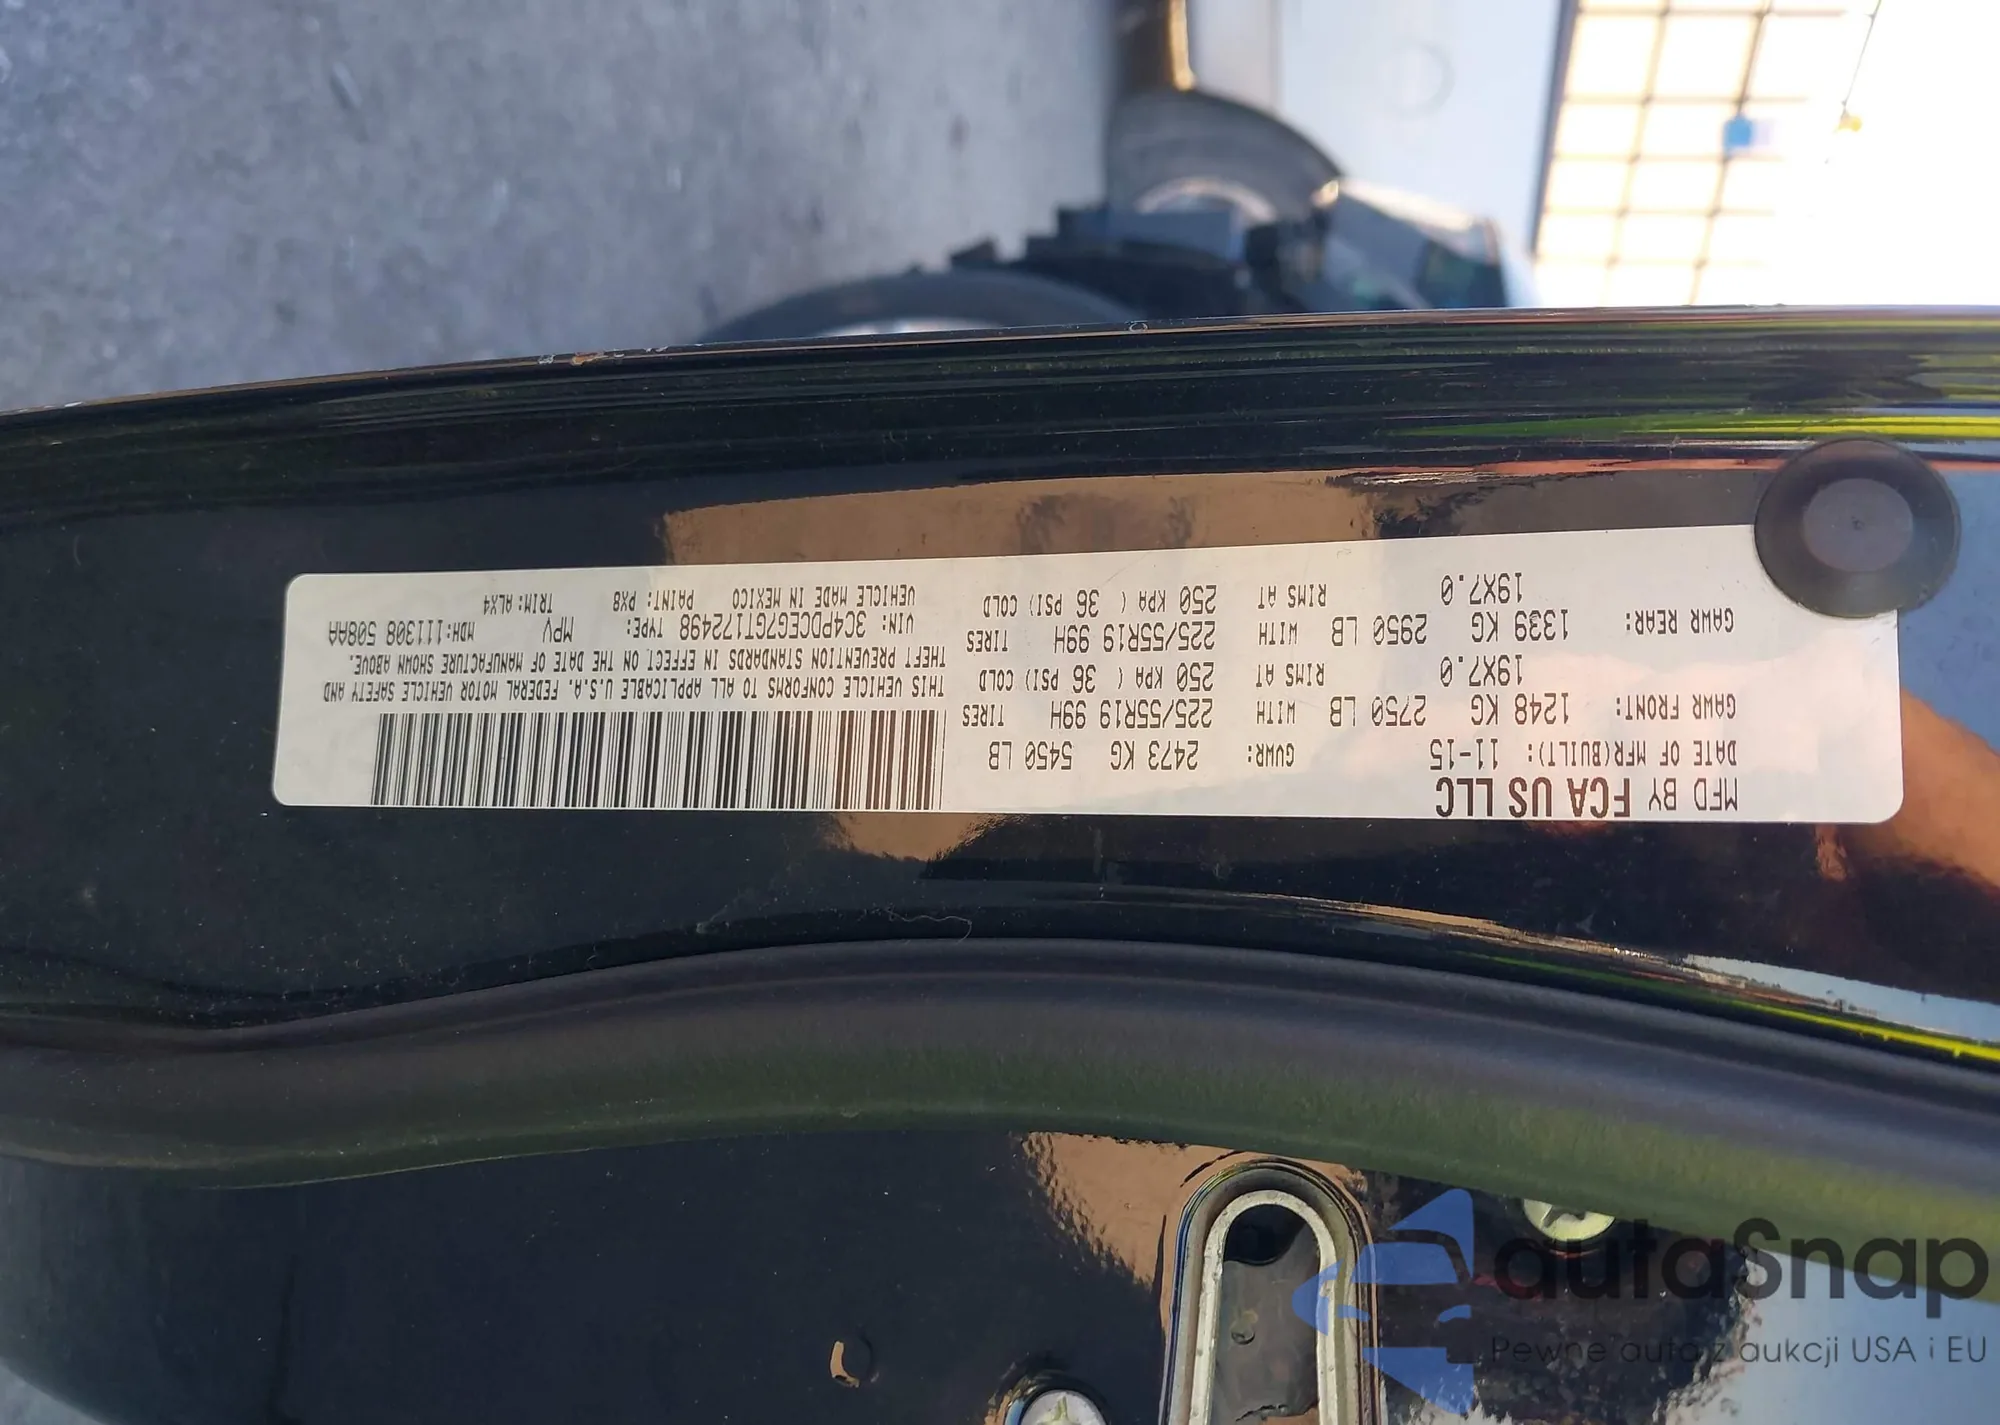 MFD BY FCA US LLC
DATE OF MFR(BUILT): 11-15 GVWR: 2473 KG 5450 LB
GAWR FRONT: 1248 KG 2750 LB WITH 225/55R19 99H TIRES
19X7.0 RIMS AT 250 KPA ( 36 PSI) COLD
GAWR REAR: 1339 KG 2950 LB WITH 225/55R19 99H TIRES
19X7.0 RIMS AT 250 KPA ( 36 PSI) COLD
THIS VEHICLE CONFORMS TO ALL APPLICABLE U.S.A. FEDERAL MOTOR VEHICLE SAFETY AND
THEFT PREVENTION STANDARDS IN EFFECT ON THE DATE OF MANUFACTURE SHOWN ABOVE.
VIN: 3C4PDCEG7GT172498 TYPE: MPV MDH:111308 508AA
VEHICLE MADE IN MEXICO PAINT: PX8 TRIM:ALX4
autaSnap
Pewne auta z aukcji USA i EU